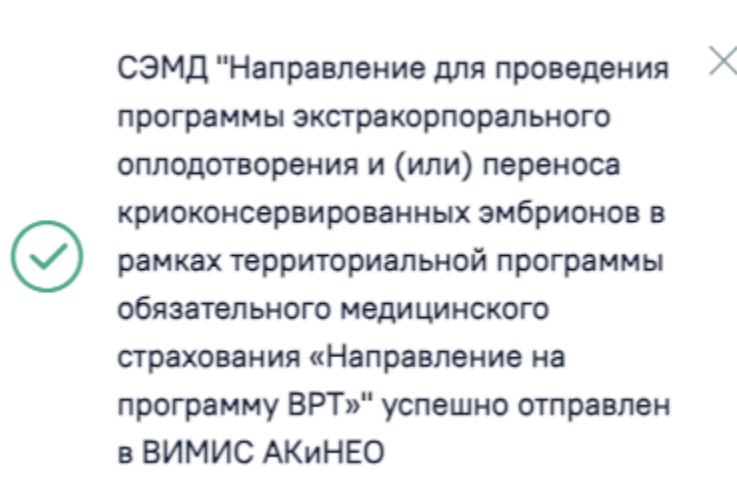 СЭМД "Направление для проведения
программы экстракорпорального
оплодотворения и (или) переноса
криоконсервированных эмбрионов в
рамках территориальной программы
обязательного медицинского
страхования «Направление на
программу ВРТ»" успешно отправлен
в ВИМИС АКиНЕО